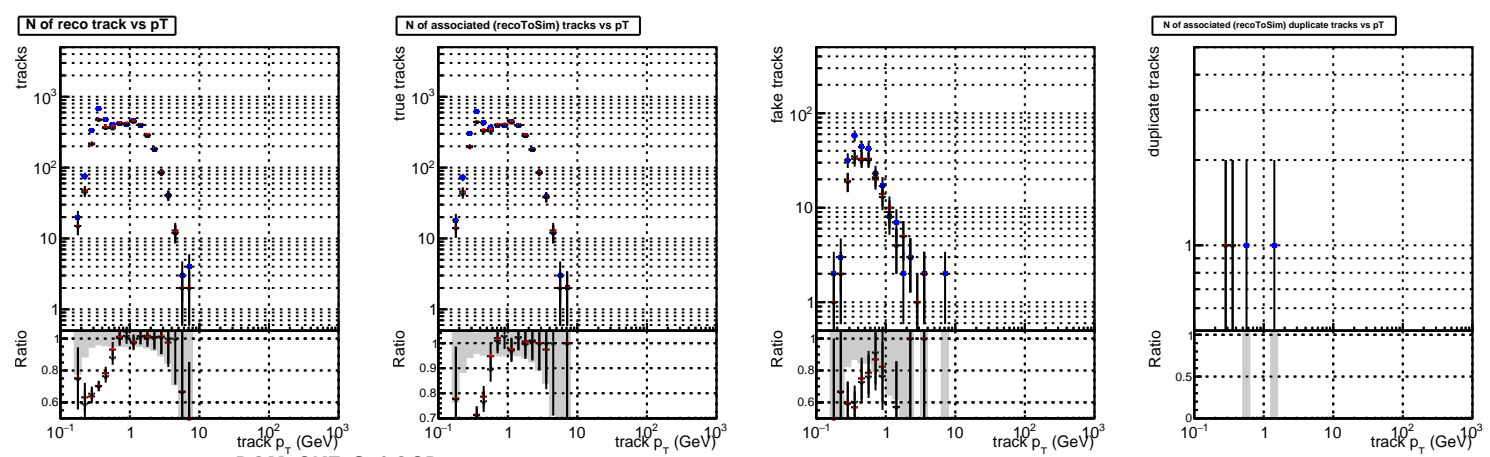 N of reco track vs pT
N of associated (recoToSim) tracks vs pT
N of associated (recoToSim) duplicate tracks vs pT
tracks
10³
10²
10
1
Ratio
1
0.8
0.6
10⁻¹ 1 10 10² 10³
track p_T (GeV)
true tracks
10³
10²
10
1
Ratio
1
0.9
0.8
0.7
10⁻¹ 1 10 10² 10³
track p_T (GeV)
fake tracks
10²
10
1
Ratio
1
0.8
0.6
10⁻¹ 1 10 10² 10³
track p_T (GeV)
duplicate tracks
1
Ratio
1
0.5
0
10⁻¹ 1 10 10² 10³
track p_T (GeV)